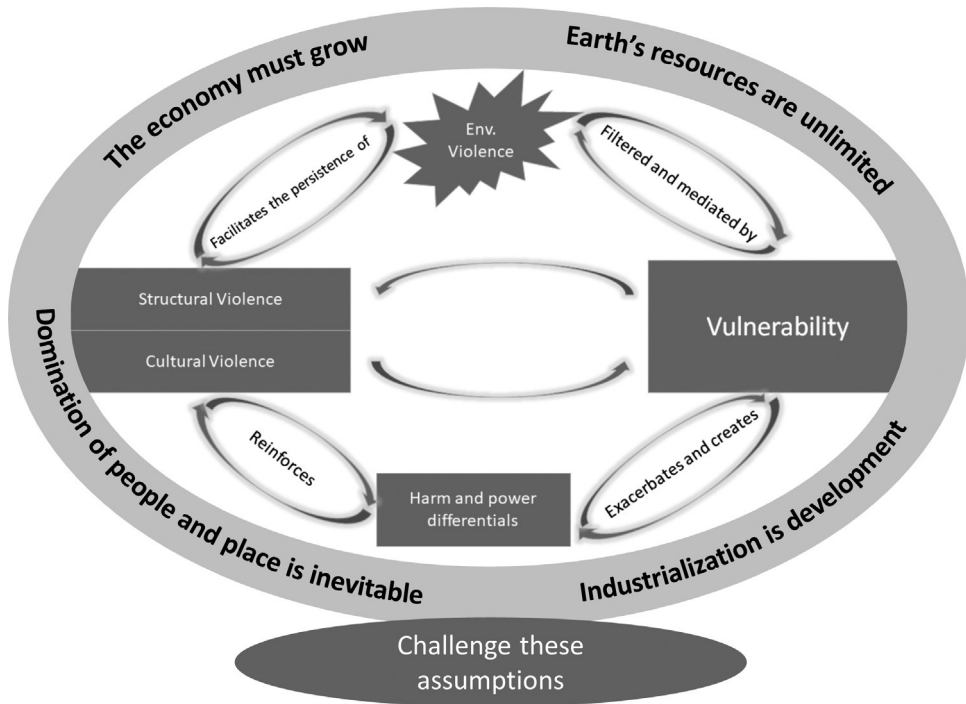 The economy must grow
Earth's resources are unlimited
Env.
Violence
Facilitates the persistence of
Filtered and mediated by
Structural Violence
Cultural Violence
Vulnerability
Reinforces
Exacerbates and creates
Harm and power
differentials
Domination of people and place is inevitable
Industrialization is development
Challenge these
assumptions